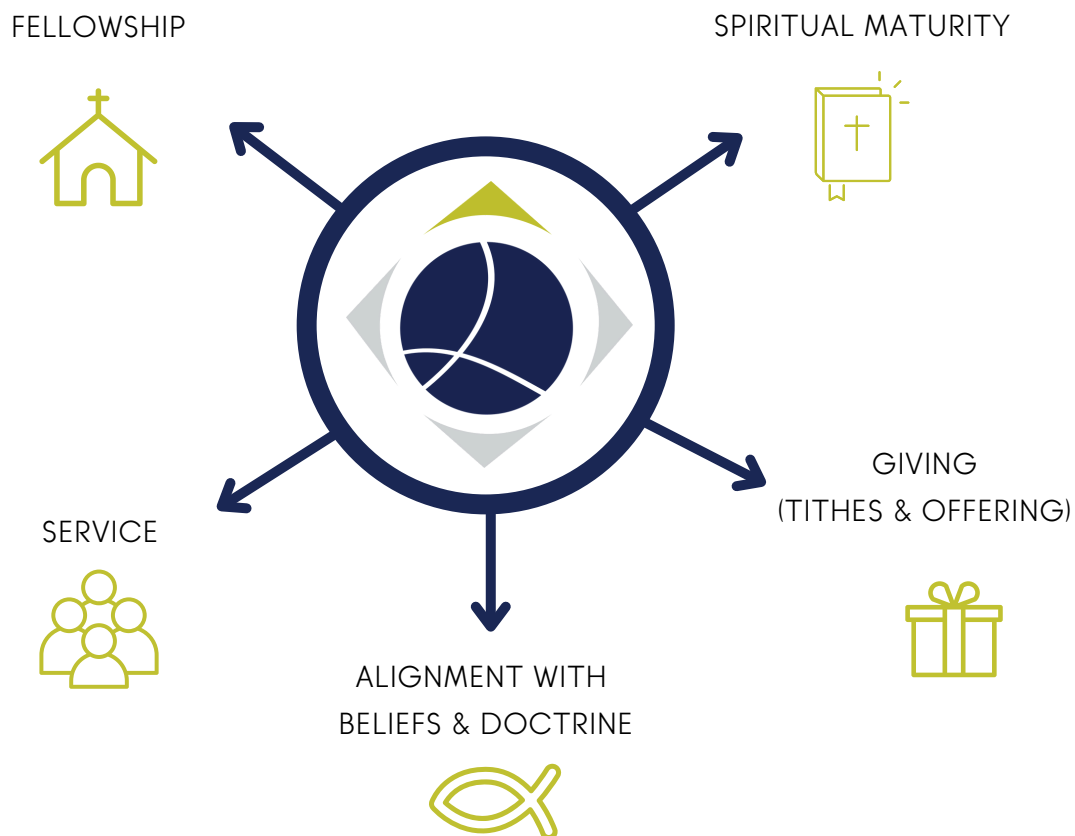 FELLOWSHIP
SPIRITUAL MATURITY
GIVING
(TITHES & OFFERING)
SERVICE
ALIGNMENT WITH
BELIEFS & DOCTRINE